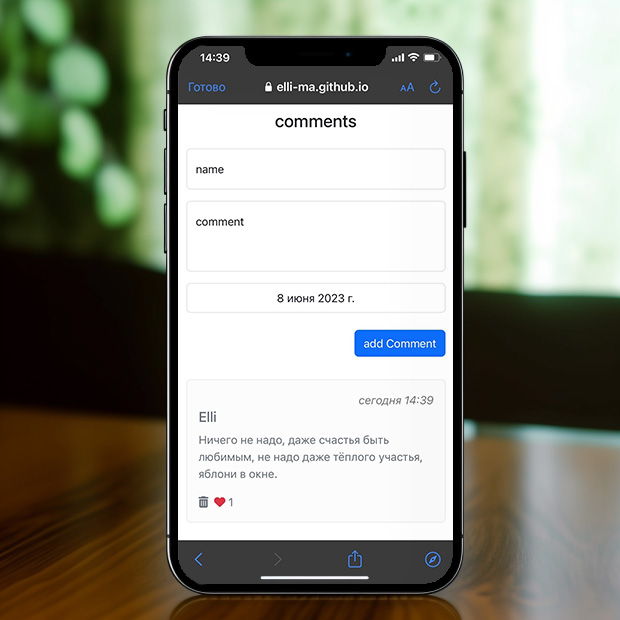 14:39
Готово
elli-ma.github.io
AA
comments
name
comment
8 июня 2023 г.
add Comment
сегодня 14:39
Elli
Ничего не надо, даже счастья быть
любимым, не надо даже тёплого участья,
яблони в окне.
1